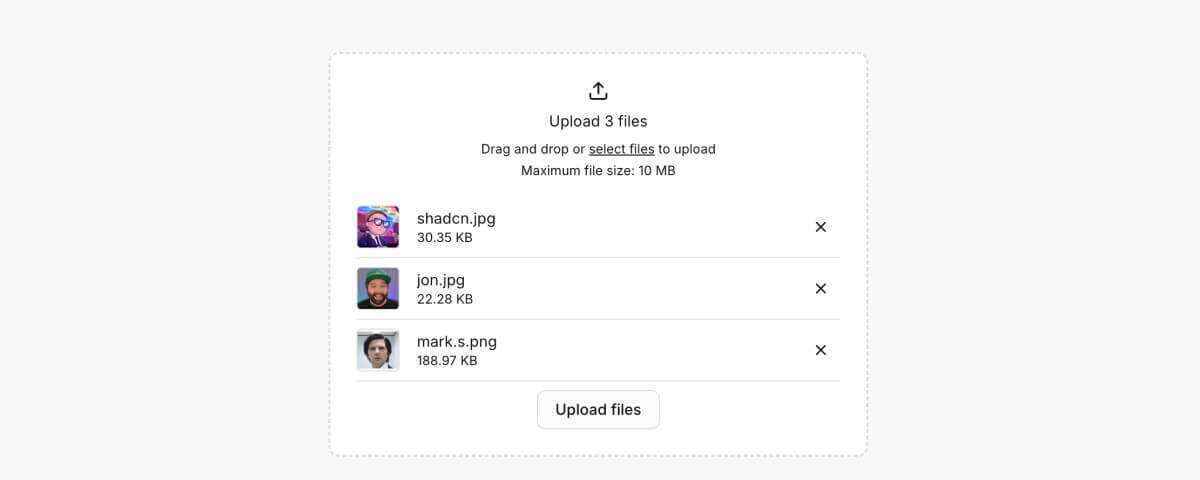 Upload 3 files
Drag and drop or select files to upload
Maximum file size: 10 MB
shadcn.jpg
30.35 KB
jon.jpg
22.28 KB
mark.s.png
188.97 KB
Upload files